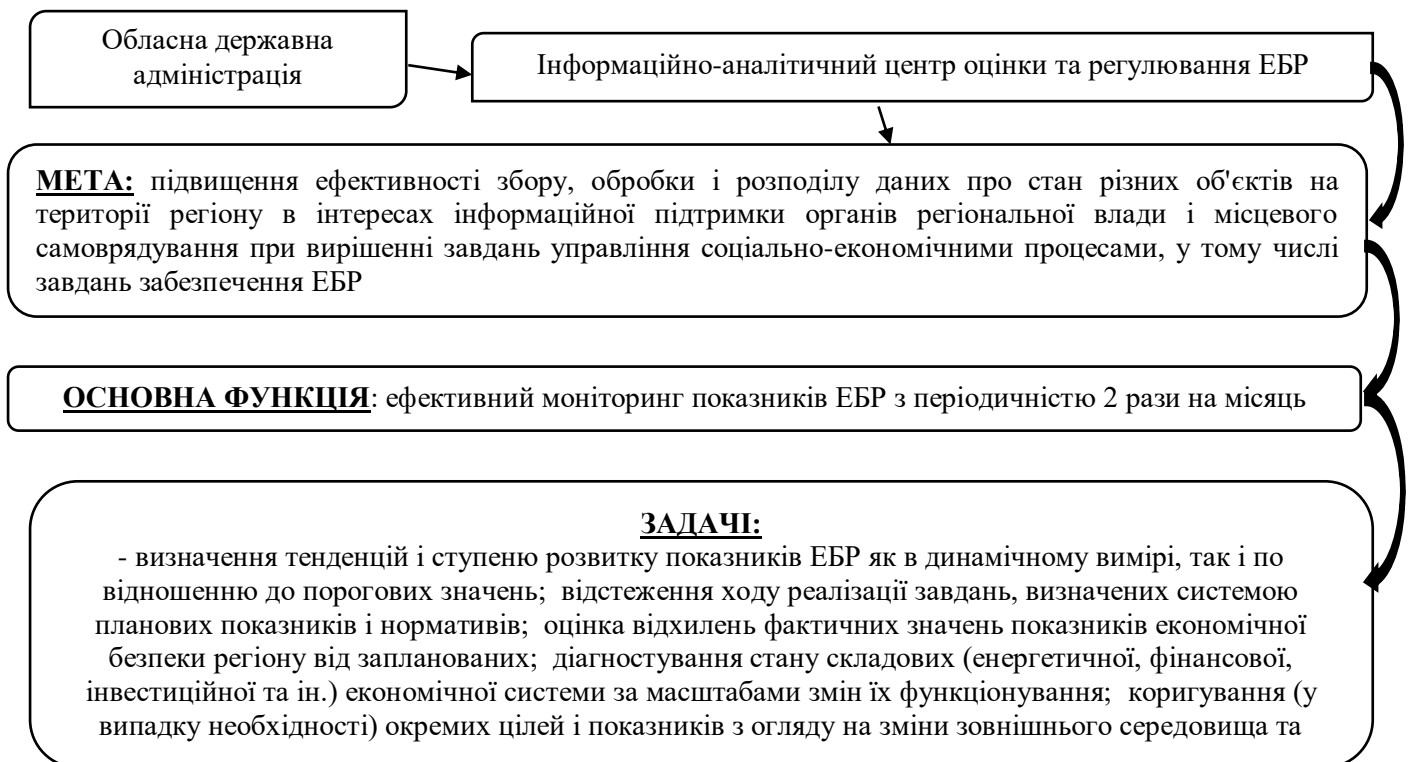 Обласна державна
адміністрація
Інформаційно-аналітичний центр оцінки та регулювання ЕБР
МЕТА: підвищення ефективності збору, обробки і розподілу даних про стан різних об'єктів на
території регіону в інтересах інформаційної підтримки органів регіональної влади і місцевого
самоврядування при вирішенні завдань управління соціально-економічними процесами, у тому числі
завдань забезпечення ЕБР
ОСНОВНА ФУНКЦІЯ: ефективний моніторинг показників ЕБР з періодичністю 2 рази на місяць
ЗАДАЧІ:
- визначення тенденцій і ступеню розвитку показників ЕБР як в динамічному вимірі, так і по
відношенню до порогових значень; відстеження ходу реалізації завдань, визначених системою
планових показників і нормативів; оцінка відхилень фактичних значень показників економічної
безпеки регіону від запланованих; діагностування стану складових (енергетичної, фінансової,
інвестиційної та ін.) економічної системи за масштабами змін їх функціонування; коригування (у
випадку необхідності) окремих цілей і показників з огляду на зміни зовнішнього середовища та